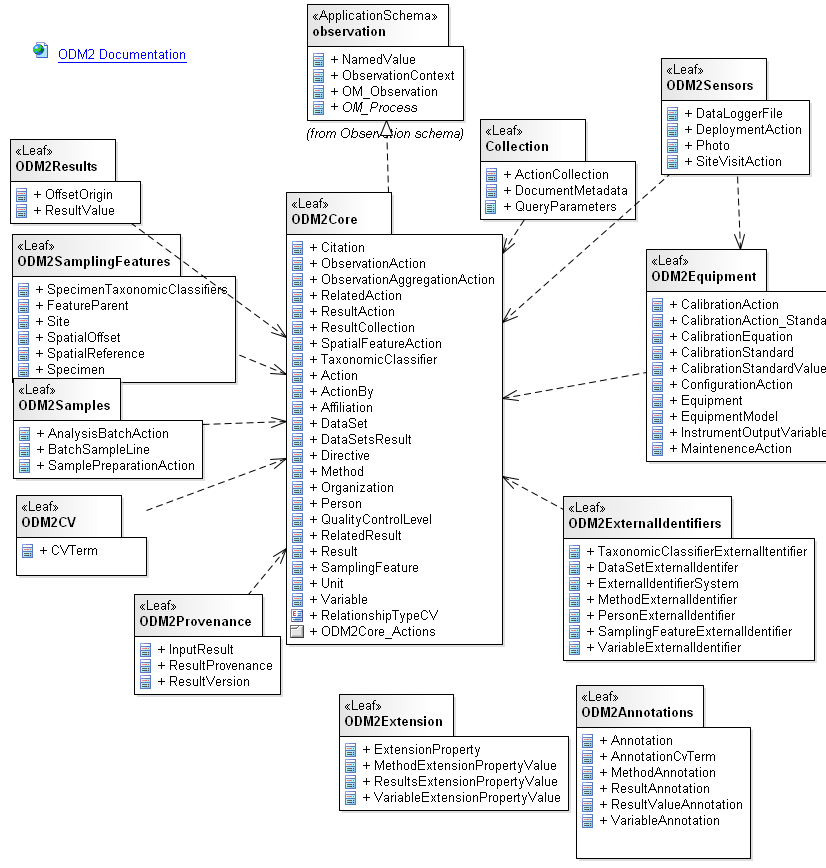 «ApplicationSchema»
observation
+ NamedValue
+ ObservationContext
+ OM_Observation
+ OM_Process
(from Observation schema)
ODM2 Documentation
«Leaf»
ODM2Sensors
+ DataLoggerFile
+ DeploymentAction
+ Photo
+ SiteVisitAction
«Leaf»
Collection
+ ActionCollection
+ DocumentMetadata
+ QueryParameters
«Leaf»
ODM2Results
+ OffsetOrigin
+ ResultValue
«Leaf»
ODM2Core
+ Citation
+ ObservationAction
+ ObservationAggregationAction
+ RelatedAction
+ ResultAction
+ ResultCollection
+ SpatialFeatureAction
+ TaxonomicClassifier
+ Action
+ ActionBy
+ Affiliation
+ DataSet
+ DataSetsResult
+ Directive
+ Method
+ Organization
+ Person
+ QualityControlLevel
+ RelatedResult
+ Result
+ SamplingFeature
+ Unit
+ Variable
+ RelationshipTypeCV
+ ODM2Core_Actions
«Leaf»
ODM2SamplingFeatures
+ SpecimenTaxonomicClassifiers
+ FeatureParent
+ Site
+ SpatialOffset
+ SpatialReference
+ Specimen
«Leaf»
ODM2Equipment
+ CalibrationAction
+ CalibrationAction_Standa
+ CalibrationEquation
+ CalibrationStandard
+ CalibrationStandardValue
+ ConfigurationAction
+ Equipment
+ EquipmentModel
+ InstrumentOutputVariable
+ MaintenenceAction
«Leaf»
ODM2Samples
+ AnalysisBatchAction
+ BatchSampleLine
+ SamplePreparationAction
«Leaf»
ODM2CV
+ CVTerm
«Leaf»
ODM2ExternalIdentifiers
+ TaxonomicClassifierExternalItentifier
+ DataSetExternalIdentifer
+ ExternalIdentifierSystem
+ MethodExternalIdentifier
+ PersonExternalIdentifier
+ SamplingFeatureExternalIdentifier
+ VariableExternalIdentifier
«Leaf»
ODM2Provenance
+ InputResult
+ ResultProvenance
+ ResultVersion
«Leaf»
ODM2Extension
+ ExtensionProperty
+ MethodExtensionPropertyValue
+ ResultsExtensionPropertyValue
+ VariableExtensionPropertyValue
«Leaf»
ODM2Annotations
+ Annotation
+ AnnotationCvTerm
+ MethodAnnotation
+ ResultAnnotation
+ ResultValueAnnotation
+ VariableAnnotation